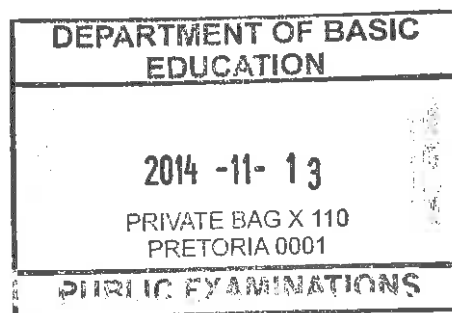 DEPARTMENT OF BASIC
EDUCATION
2014 -11- 13
PRIVATE BAG X 110
PRETORIA 0001
PUBLIC EXAMINATIONS